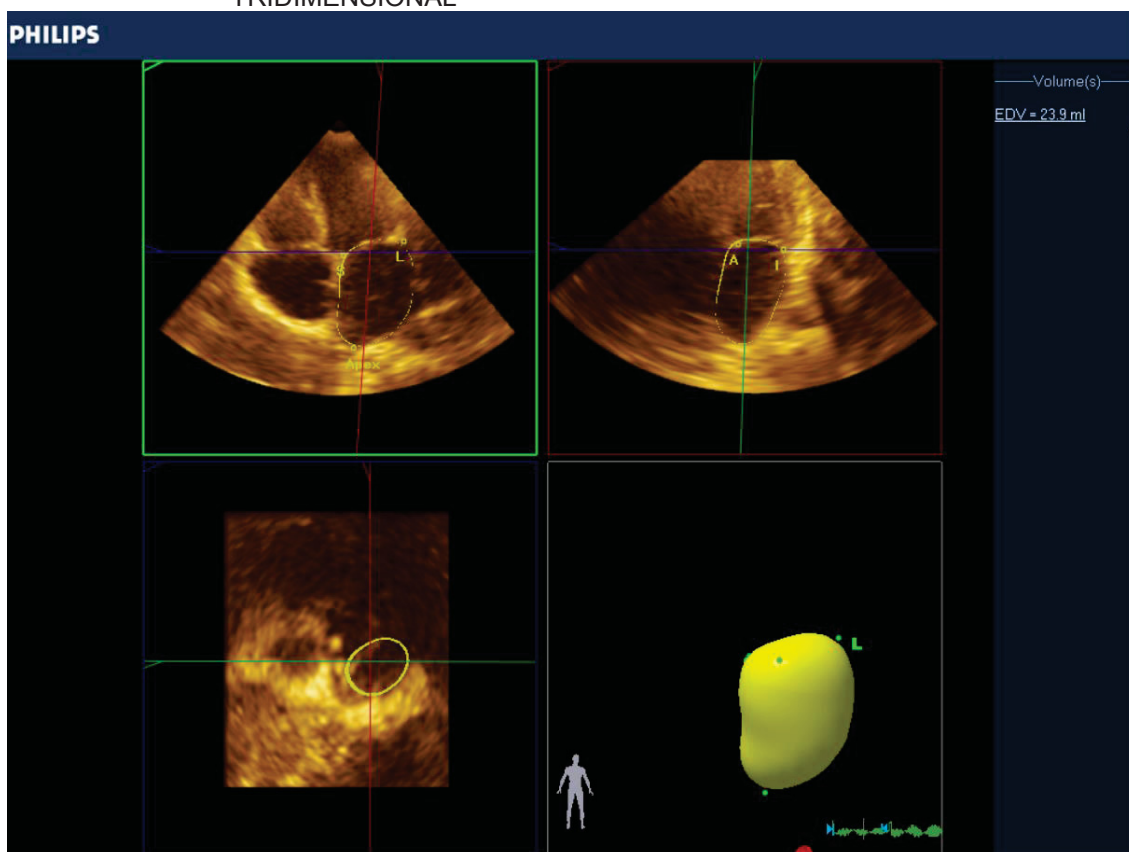 TRIDIMENSIONAL
PHILIPS
Volume(s)
EDV = 23.9 ml
S
L
Apex
A
I
L